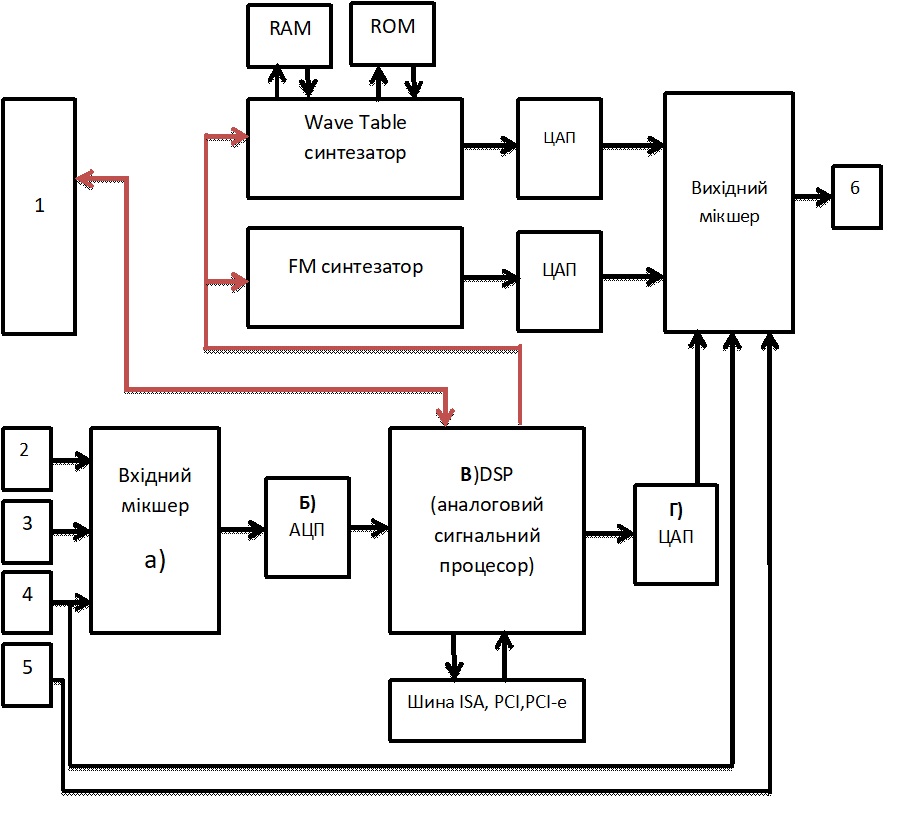 RAM
ROM
Wave Table
синтезатор
ЦАП
1
Вихідний
мікшер
6
FM синтезатор
ЦАП
2
3
4
5
Вхідний
мікшер
а)
Б)
АЦП
В)DSP
(аналоговий
сигнальний
процесор)
Г)
ЦАП
Шина ISA, PCI,PCI-e